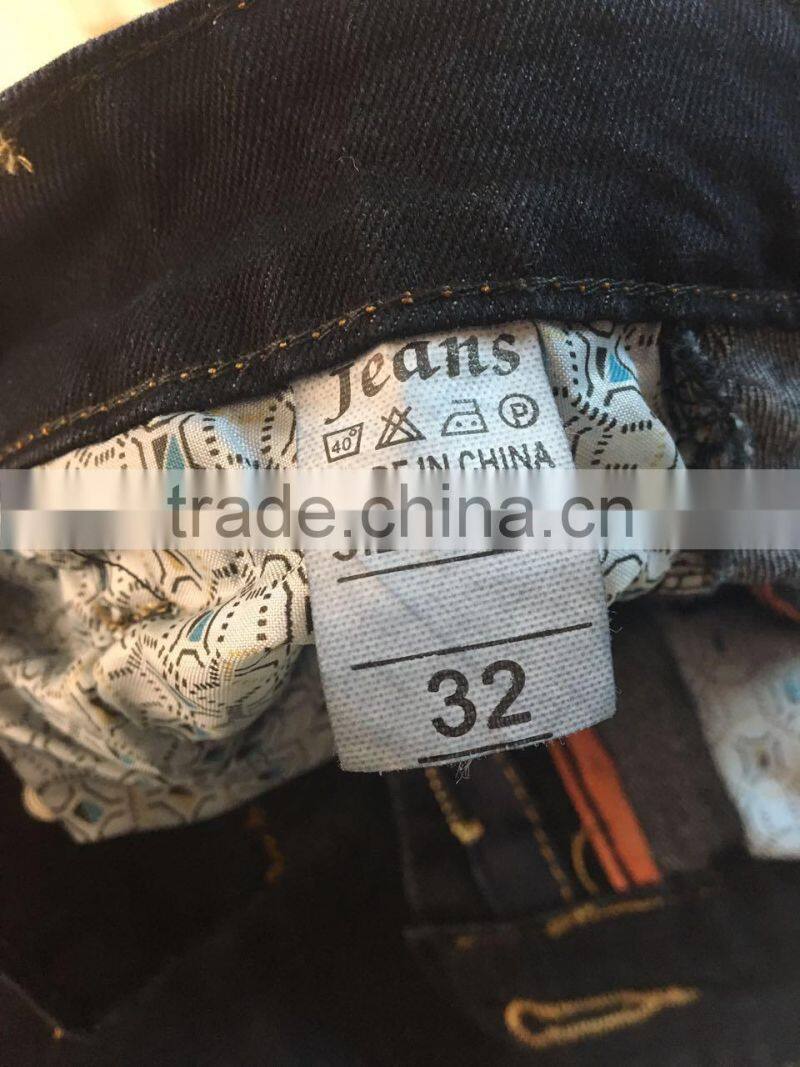 Jeans
40° P
IN CHINA
trade.china.cn
32